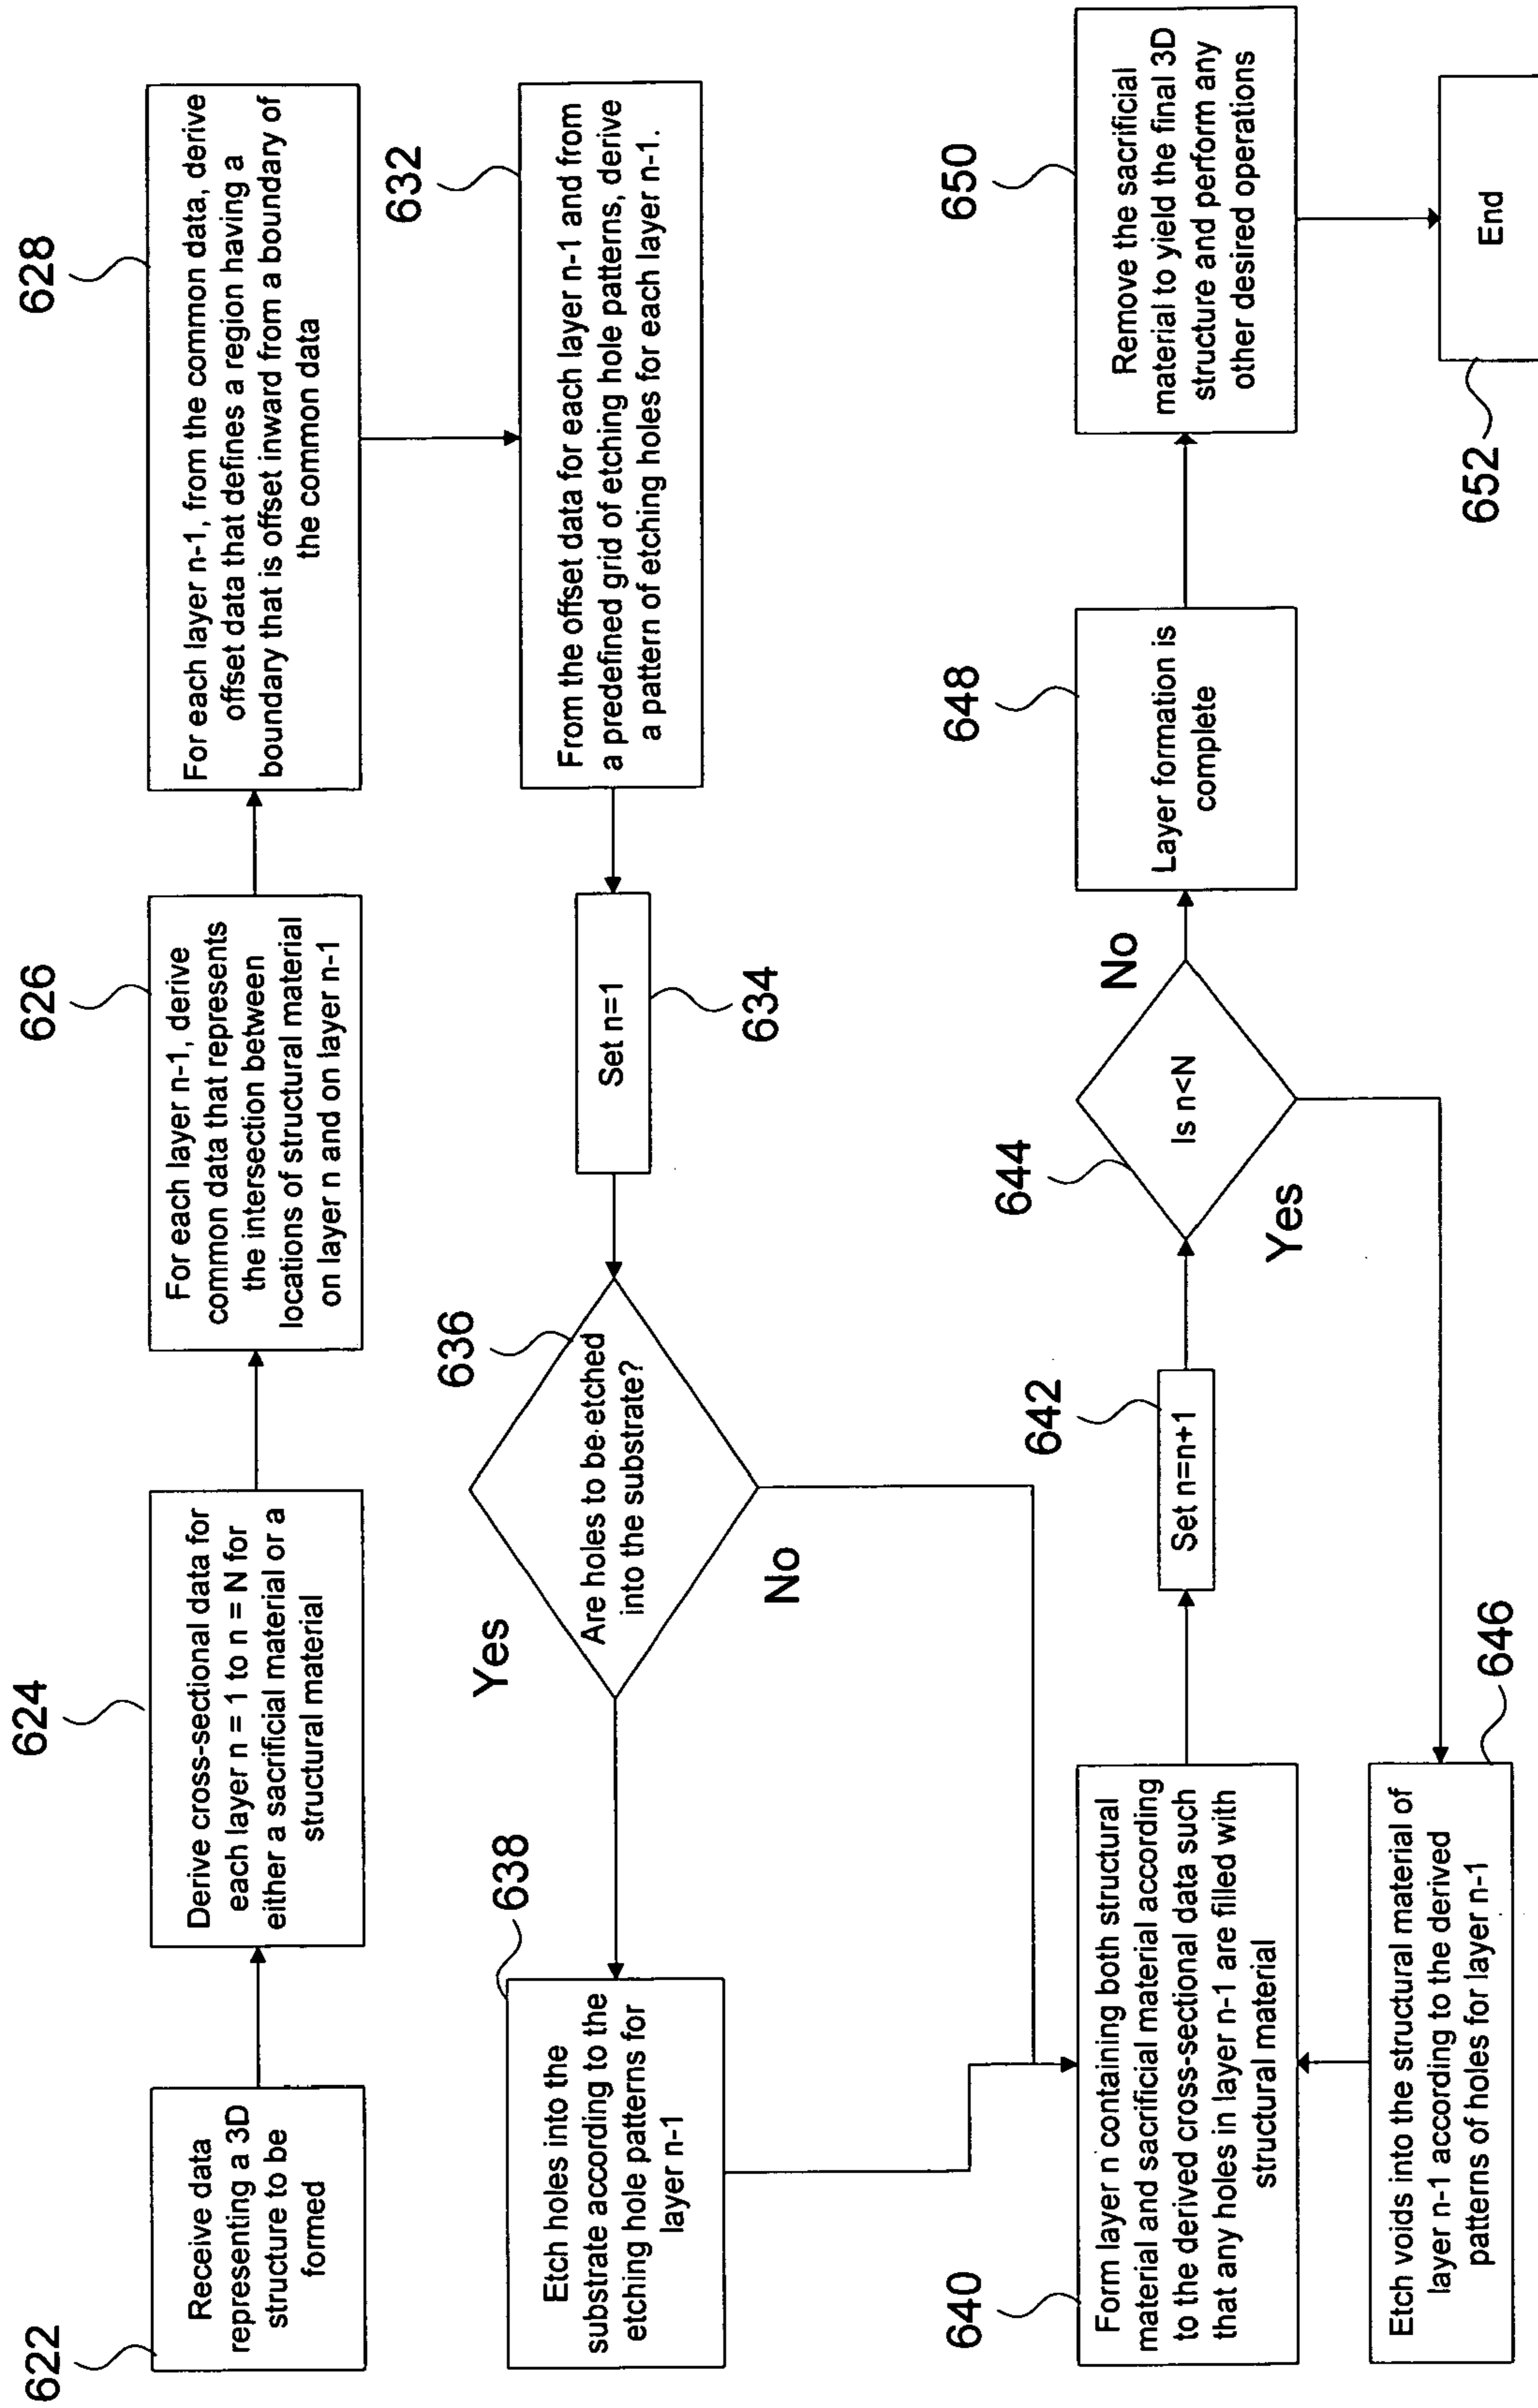 622
Receive data
representing a 3D
structure to be
formed
624
Derive cross-sectional data for
each layer n = 1 to n = N for
either a sacrificial material or a
structural material
626
For each layer n-1, derive
common data that represents
the intersection between
locations of structural material
on layer n and on layer n-1
628
For each layer n-1, from the common data, derive
offset data that defines a region having a
boundary that is offset inward from a boundary of
the common data
632
From the offset data for each layer n-1 and from
a predefined grid of etching hole patterns, derive
a pattern of etching holes for each layer n-1.
634
Set n=1
636
Are holes to be etched
into the substrate?
Yes
No
638
Etch holes into the
substrate according to the
etching hole patterns for
layer n-1
640
Form layer n containing both structural
material and sacrificial material according
to the derived cross-sectional data such
that any holes in layer n-1 are filled with
structural material
642
Set n=n+1
644
Is n<N
No
Yes
646
Etch voids into the structural material of
layer n-1 according to the derived
patterns of holes for layer n-1
648
Layer formation is
complete
650
Remove the sacrificial
material to yield the final 3D
structure and perform any
other desired operations
652
End